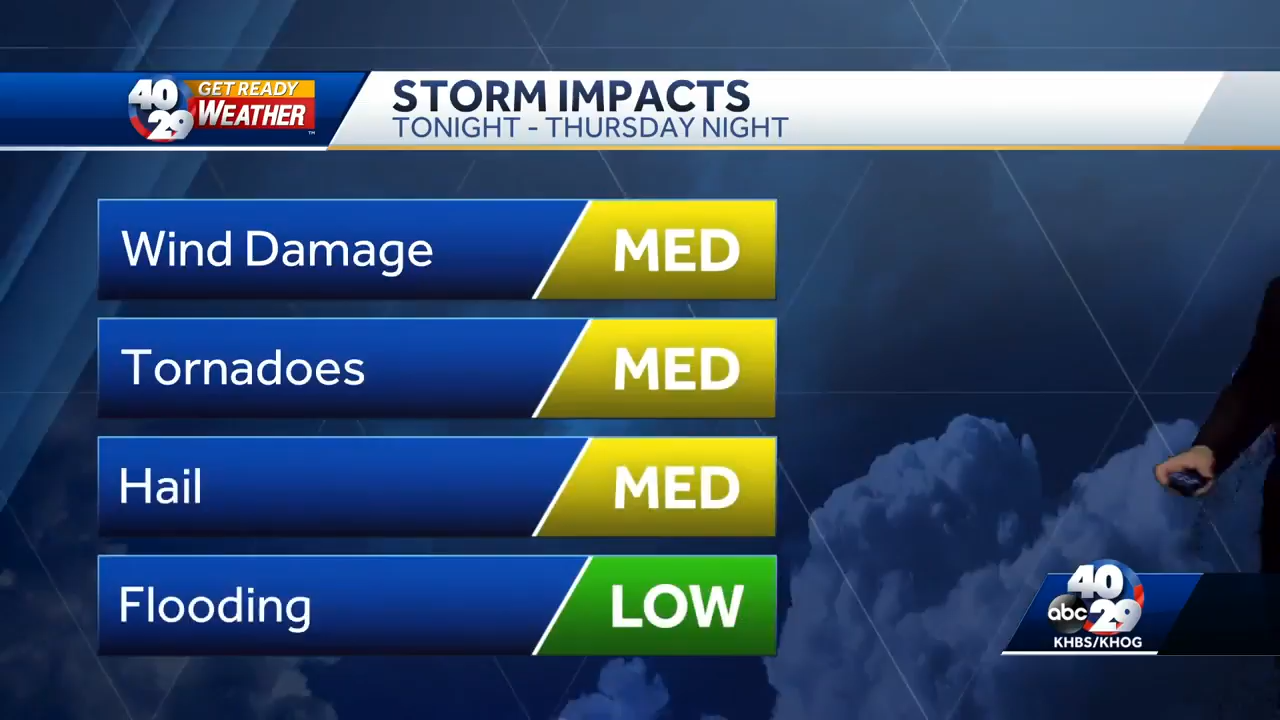 40
29
GET READY
WEATHER
™
STORM IMPACTS
TONIGHT - THURSDAY NIGHT
Wind Damage MED
Tornadoes MED
Hail MED
Flooding LOW
40
abc 29
KHBS/KHOG